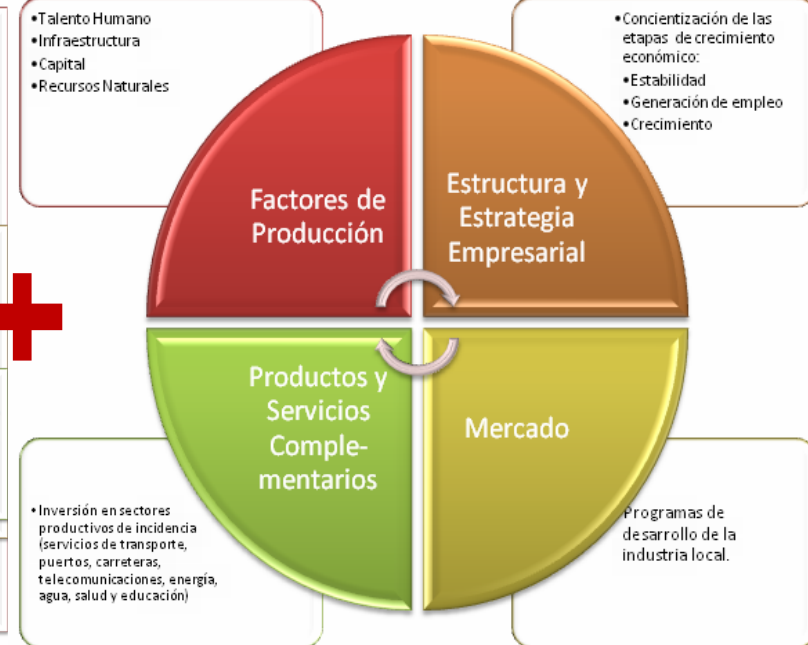 •Talento Humano
•Infraestructura
•Capital
•Recursos Naturales
•Concientización de las
etapas de crecimiento
económico:
•Estabilidad
•Generación de empleo
•Crecimiento
Factores de
Producción
Estructura y
Estrategia
Empresarial
Productos y
Servicios
Comple-
mentarios
Mercado
•Inversión en sectores
productivos de incidencia
(servicios de transporte,
puertos, carreteras,
telecomunicaciones, energía,
agua, salud y educación)
Programas de
desarrollo de la
industria local.